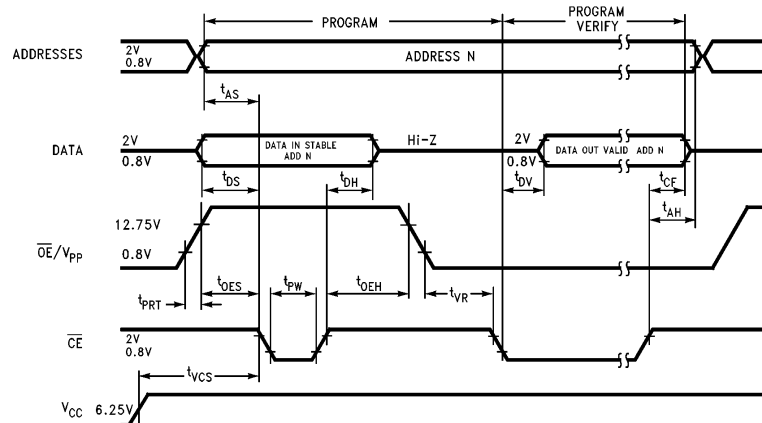 PROGRAM
PROGRAM
VERIFY
ADDRESSES
2V
0.8V
ADDRESS N
tAS
DATA
2V
0.8V
DATA IN STABLE
ADD N
Hi-Z
2V
0.8V
DATA OUT VALID ADD N
tDS
tDH
tDV
tCF
tAH
12.75V
OE/VPP
0.8V
tPRT
tOES
tPW
tOEH
tVR
CE
2V
0.8V
tVCS
VCC
6.25V